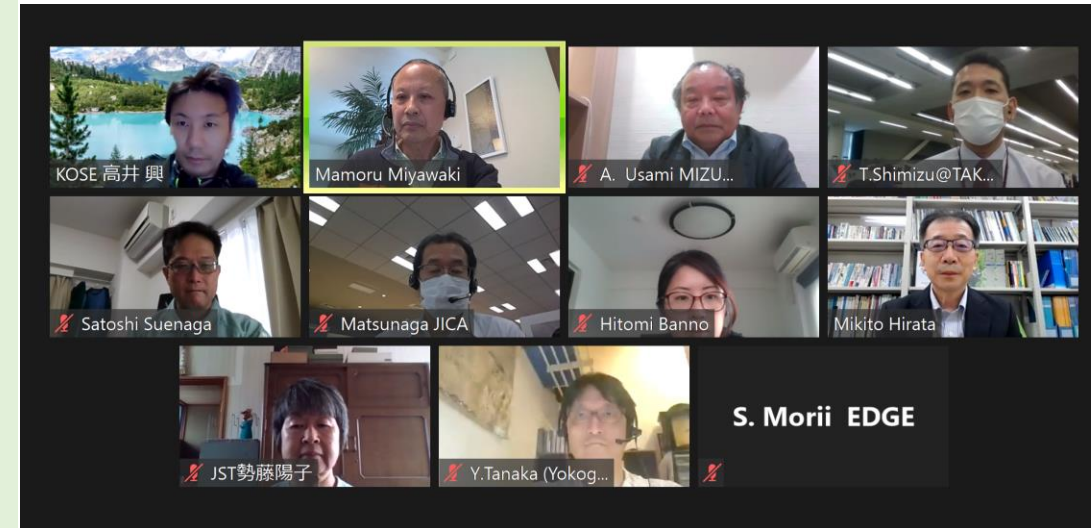 KOSE 高井 興
Mamoru Miyawaki
A. Usami MIZU...
T.Shimizu@TAK...
Satoshi Suenaga
Matsunaga JICA
Hitomi Banno
Mikito Hirata
JST勢藤陽子
Y.Tanaka (Yokog...
S. Morii EDGE